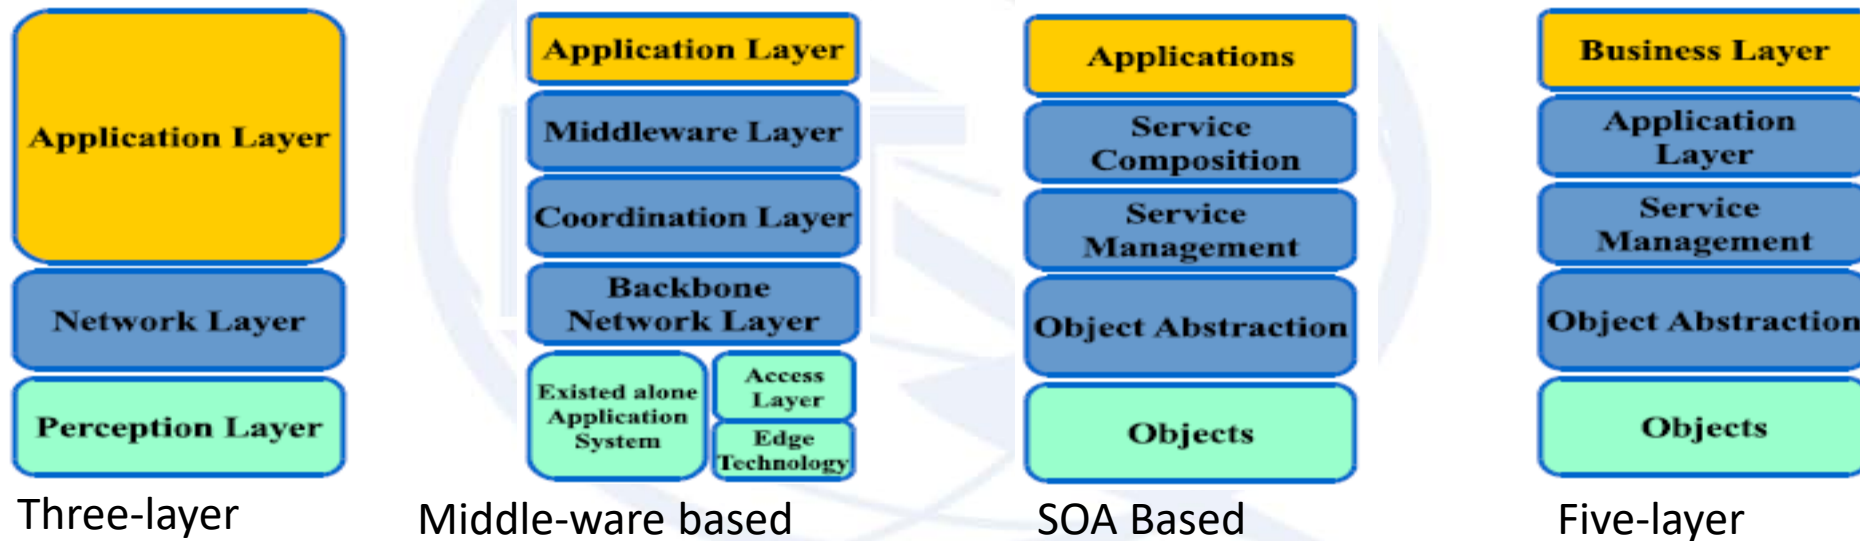 Application Layer
Network Layer
Perception Layer
Three-layer
Application Layer
Middleware Layer
Coordination Layer
Backbone
Network Layer
Existed alone
Application
System
Access
Layer
Edge
Technology
Middle-ware based
Applications
Service
Composition
Service
Management
Object Abstraction
Objects
SOA Based
Business Layer
Application
Layer
Service
Management
Object Abstraction
Objects
Five-layer